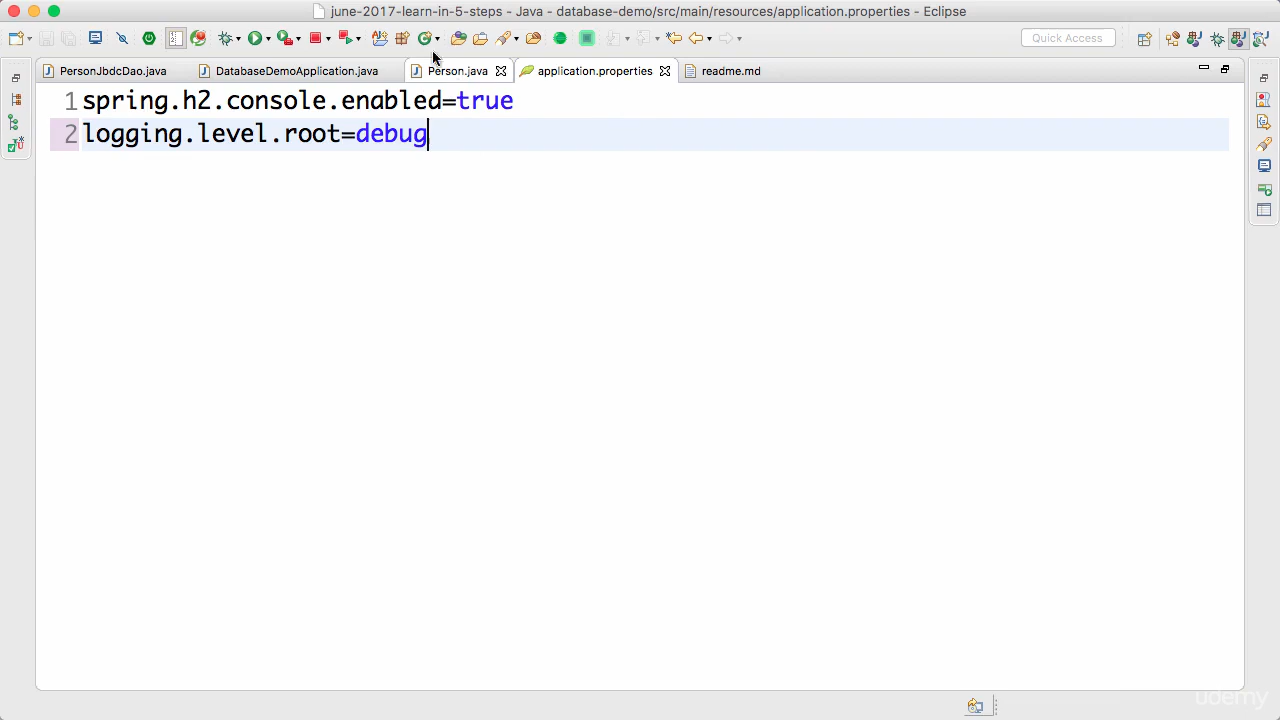 june-2017-learn-in-5-steps - Java - database-demo/src/main/resources/application.properties - Eclipse
Quick Access
PersonJbdcDao.java
DatabaseDemoApplication.java
Person.java
application.properties
readme.md
1 spring.h2.console.enabled=true
2 logging.level.root=debug
udemy